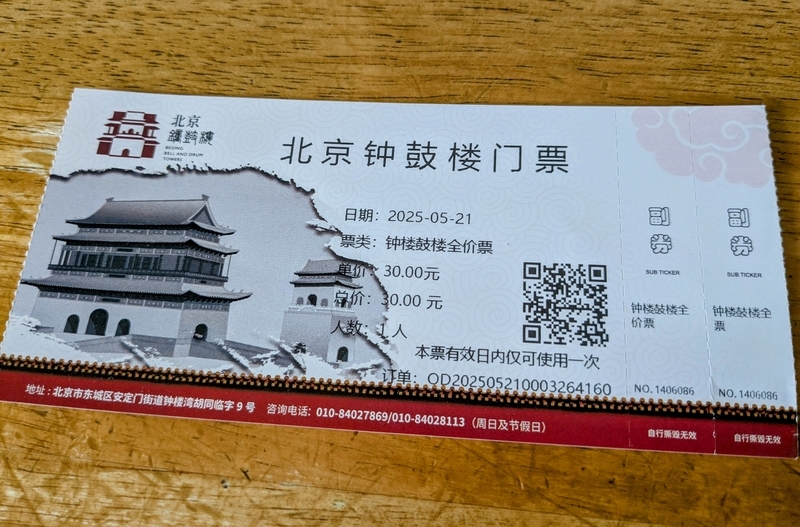 北京
鐘鼓樓
BEIJING
BELL AND DRUM
TOWERS
北京钟鼓楼门票
日期：2025-05-21
票类：钟楼鼓楼全价票
单价：30.00元
总价：30.00 元
人数：1 人
本票有效日内仅可使用一次
订单：OD202505210003264160
地址：北京市东城区安定门街道钟楼湾胡同临字 9 号 咨询电话：010-84027869/010-84028113（周日及节假日）
副
券
SUB TICKER
钟楼鼓楼全
价票
NO. 1406086
自行撕毁无效
副
券
SUB TICKER
钟楼鼓楼全
票
NO. 1406086
自行撕毁无效